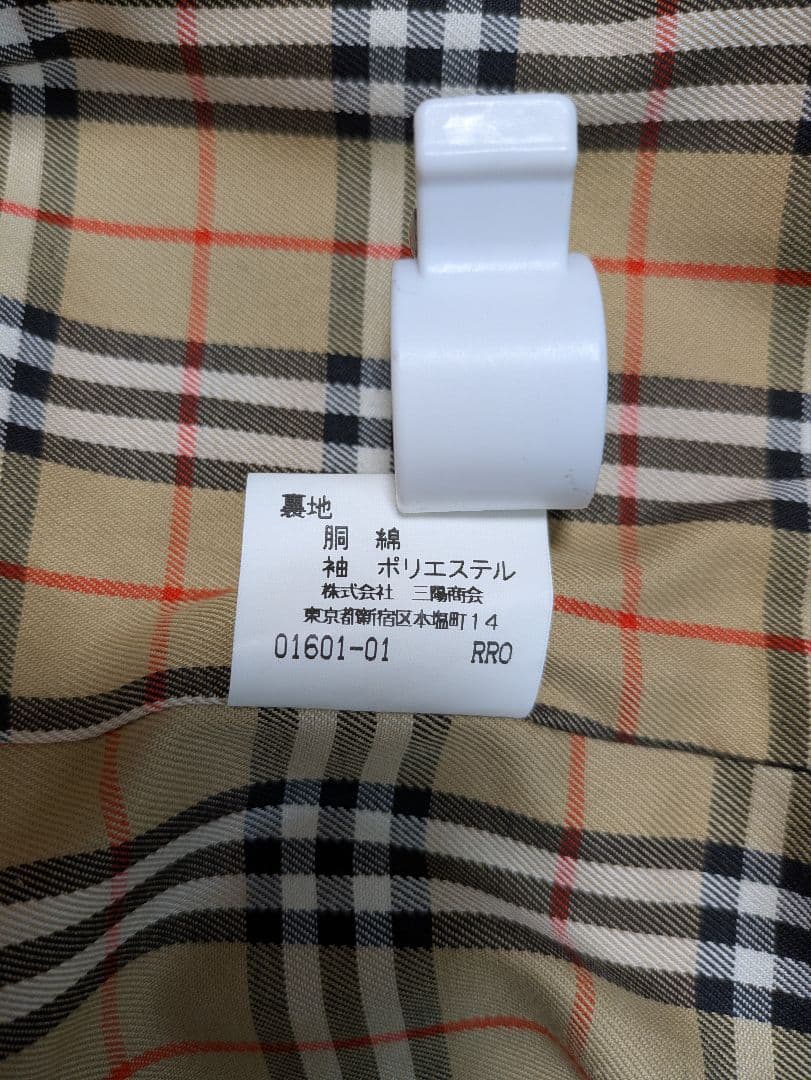 裏地
胴 綿
袖 ポリエステル
株式会社 三陽商会
東京都新宿区本塩町14
01601-01 RRO